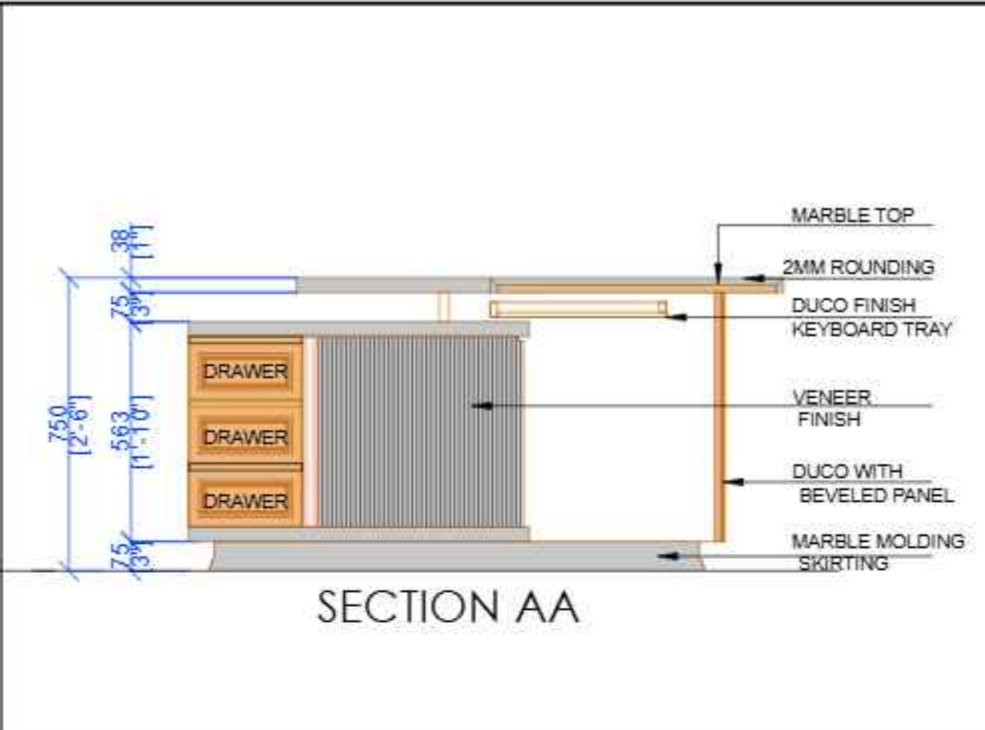 MARBLE TOP
2MM ROUNDING
DUCO FINISH
KEYBOARD TRAY
VENEER
FINISH
DUCO WITH
BEVELED PANEL
MARBLE MOLDING
SKIRTING
38
[1"]
75
[3"]
563
[1'-10"]
75
[3"]
750
[2'-6"]
DRAWER
DRAWER
DRAWER
SECTION AA